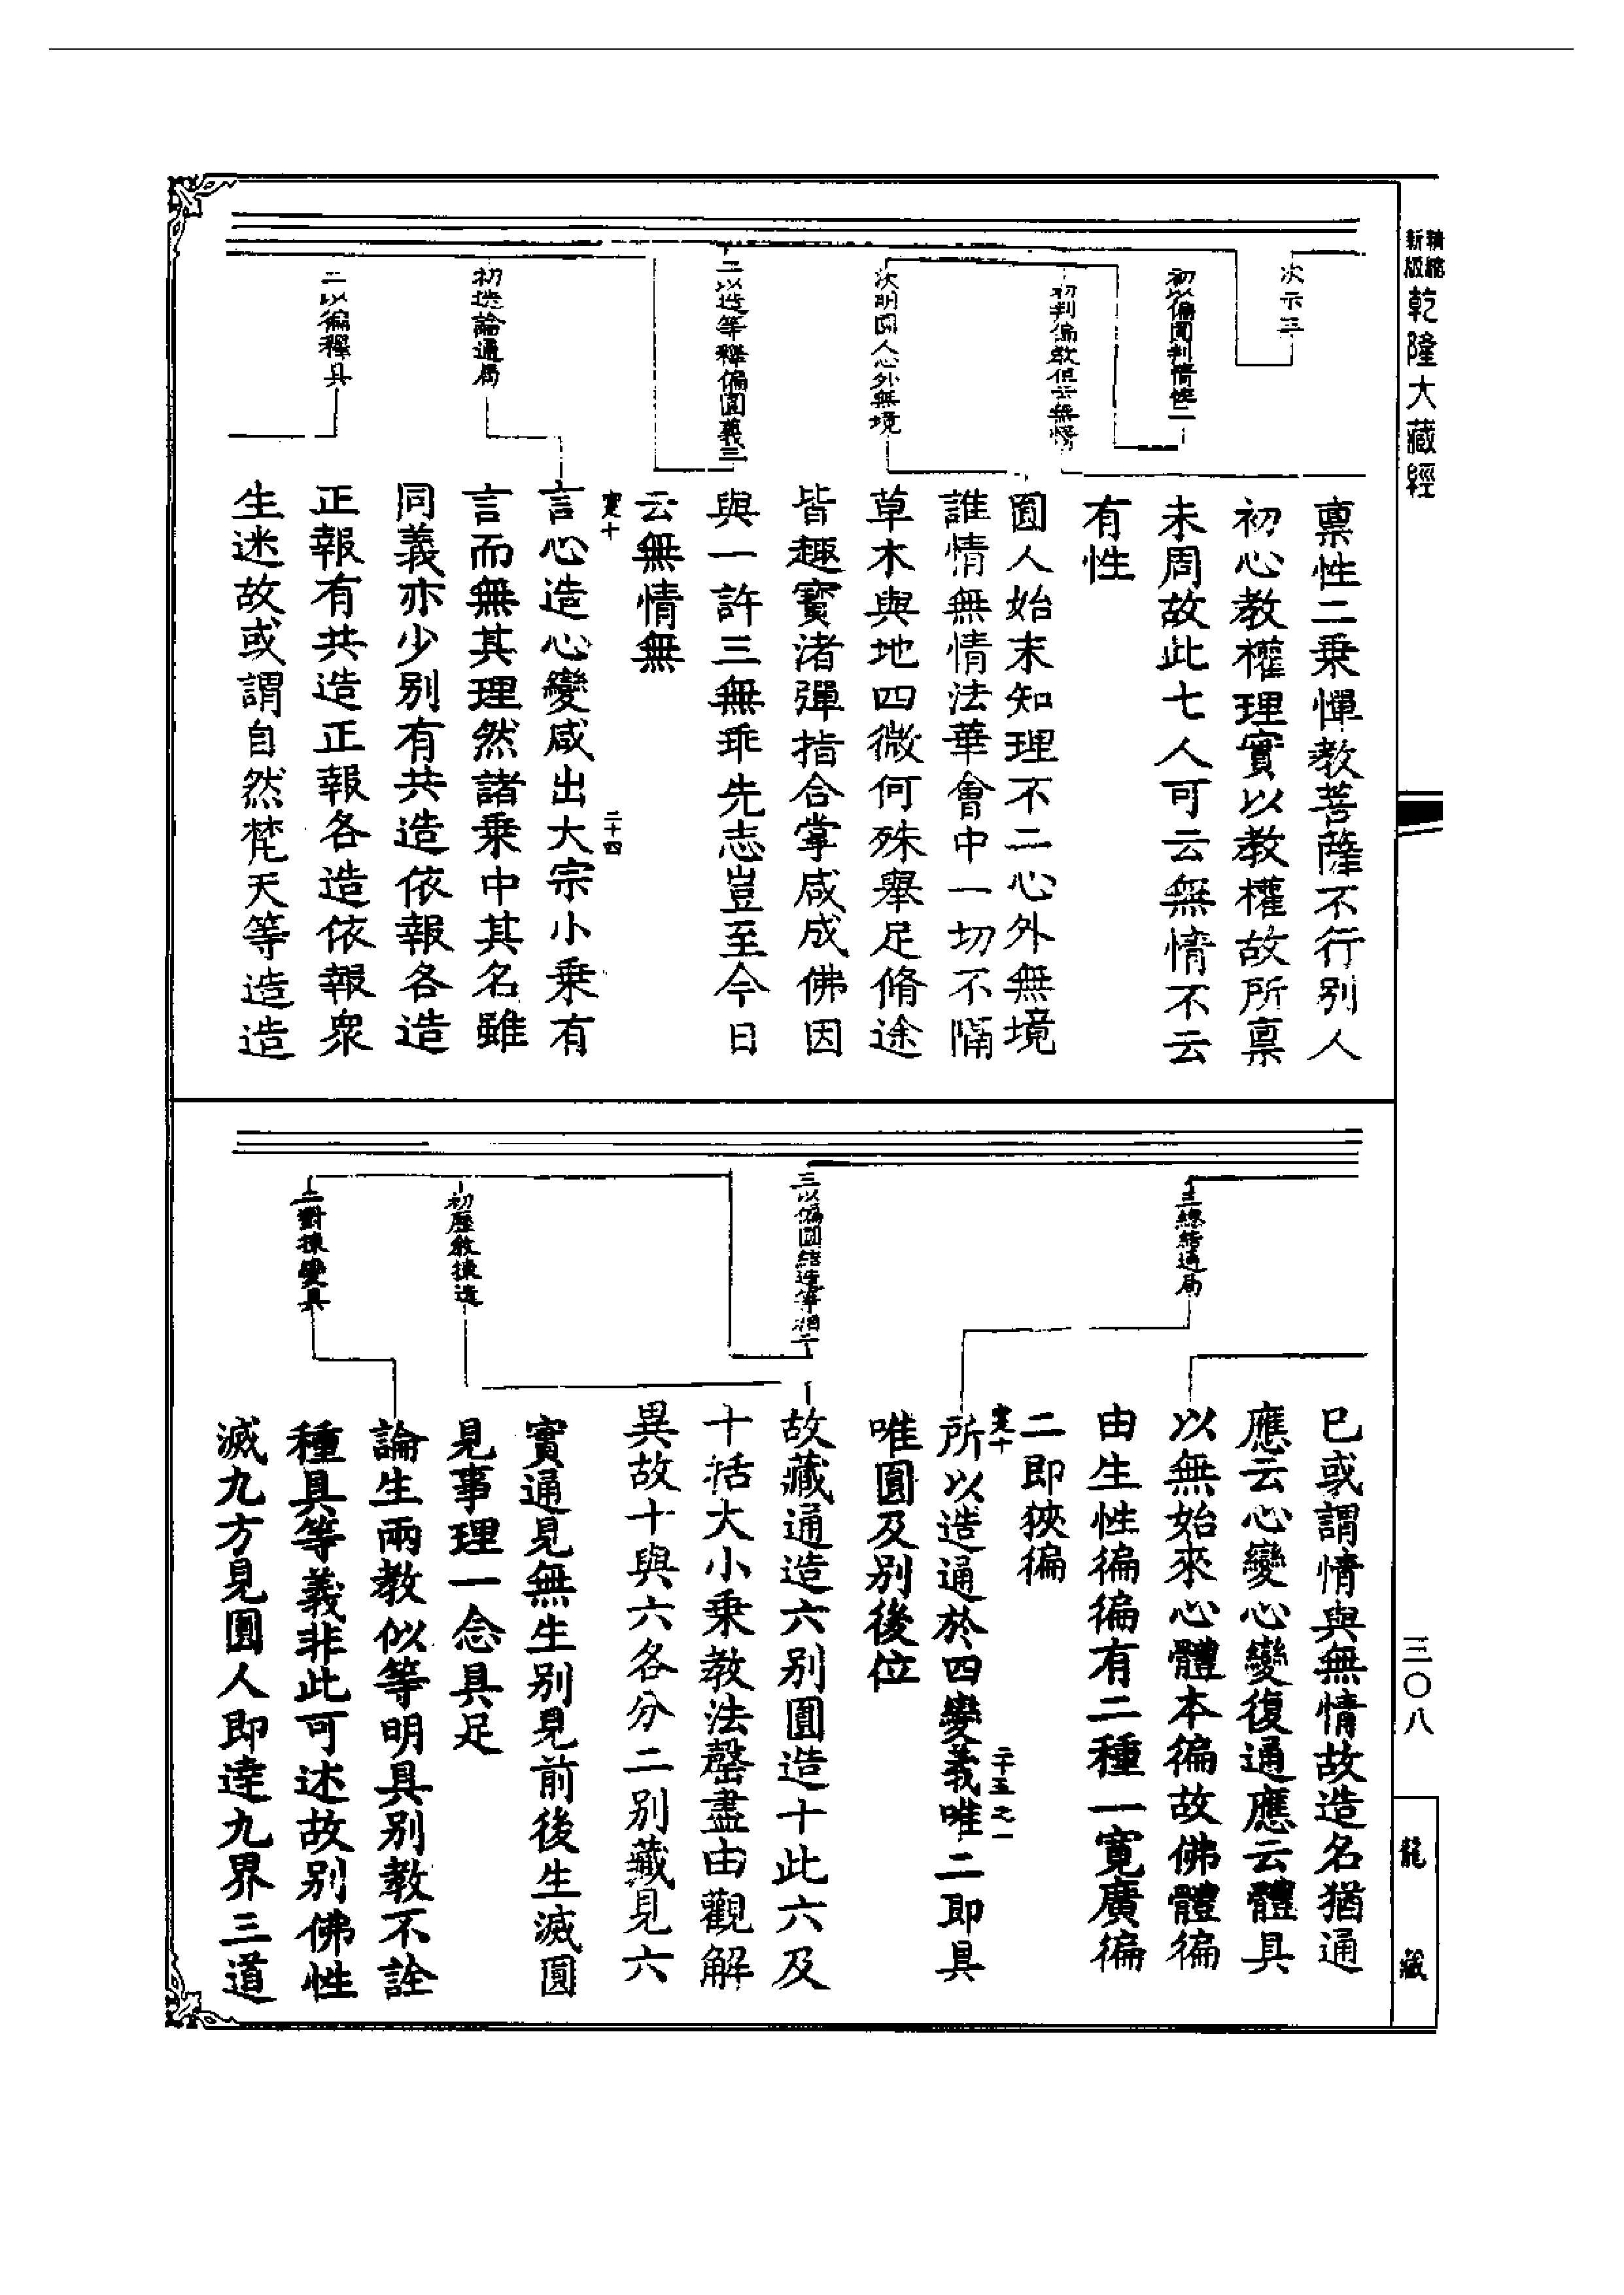 精縮
新版
乾隆大藏經
次示三
初以偏圓判情性二
初判偏教但云無情
稟性二乘憚教菩薩不行別人
初心教權理實以教權故所稟
未周故此七人可云無情不云
有性
次明圓人心外無境
圓人始末知理不二心外無境
誰情無情法華會中一切不隔
草木與地四微何殊舉足脩途
皆趣寶渚彈指合掌咸成佛因
與一許三無乖先志豈至今日
云無情無
二以造等釋偏圓義三
初造論通局
言心造心變咸出大宗小乘有
言而無其理然諸乘中其名雖
同義亦少別有共造依報各造
正報有共造正報各造依報眾
生迷故或謂自然梵天等造造
二以徧釋具
定十
二十四
已或謂情與無情故造名猶通
應云心變心變復通應云體具
以無始來心體本徧故佛體徧
由生性徧徧有二種一寬廣徧
二即狹徧
三總結通局
定十
二十五之一
所以造通於四變義唯二即具
唯圓及別後位
三以偏圓結造等相二
初歷教揀造
故藏通造六別圓造十此六及
十括大小乘教法罄盡由觀解
異故十與六各分二別藏見六
實通見無生別見前後生滅圓
見事理一念具足
二對揀變具
論生兩教似等明具別教不詮
種具等義非此可述故別佛性
滅九方見圓人即達九界三道
三〇八
龍藏